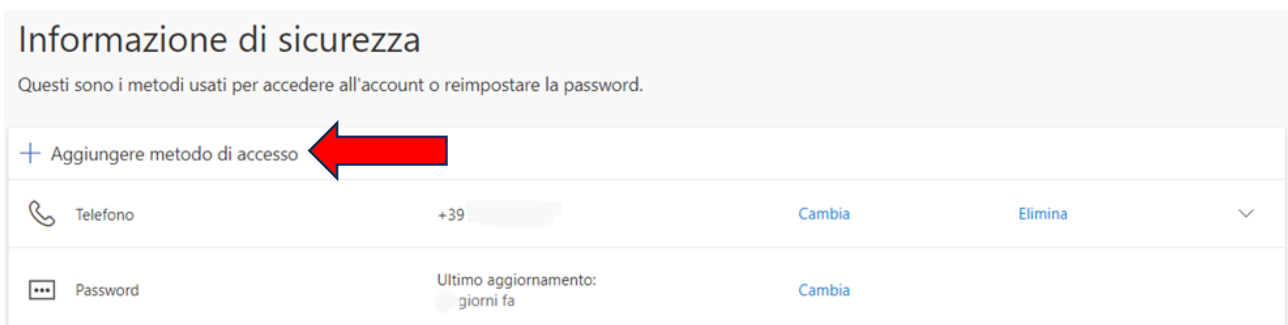 Informazione di sicurezza
Questi sono i metodi usati per accedere all'account o reimpostare la password.
+ Aggiungere metodo di accesso
Telefono +39 Cambia Elimina
Password Ultimo aggiornamento: Cambia
giorni fa